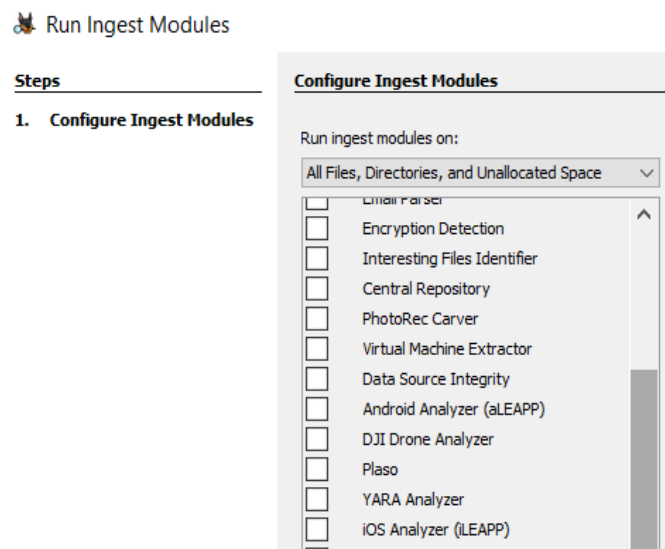 Run Ingest Modules
Steps
1. Configure Ingest Modules
Configure Ingest Modules
Run ingest modules on:
All Files, Directories, and Unallocated Space
Email Parser
Encryption Detection
Interesting Files Identifier
Central Repository
PhotoRec Carver
Virtual Machine Extractor
Data Source Integrity
Android Analyzer (aLEAPP)
DJI Drone Analyzer
Plaso
YARA Analyzer
iOS Analyzer (iLEAPP)